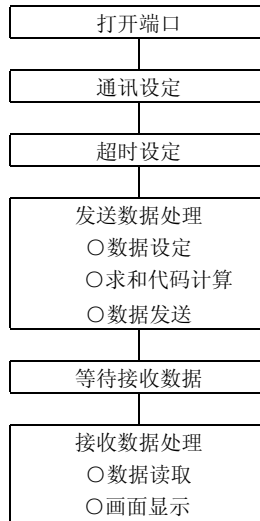 打开端口
通讯设定
超时设定
发送数据处理
○数据设定
○求和代码计算
○数据发送
等待接收数据
接收数据处理
○数据读取
○画面显示